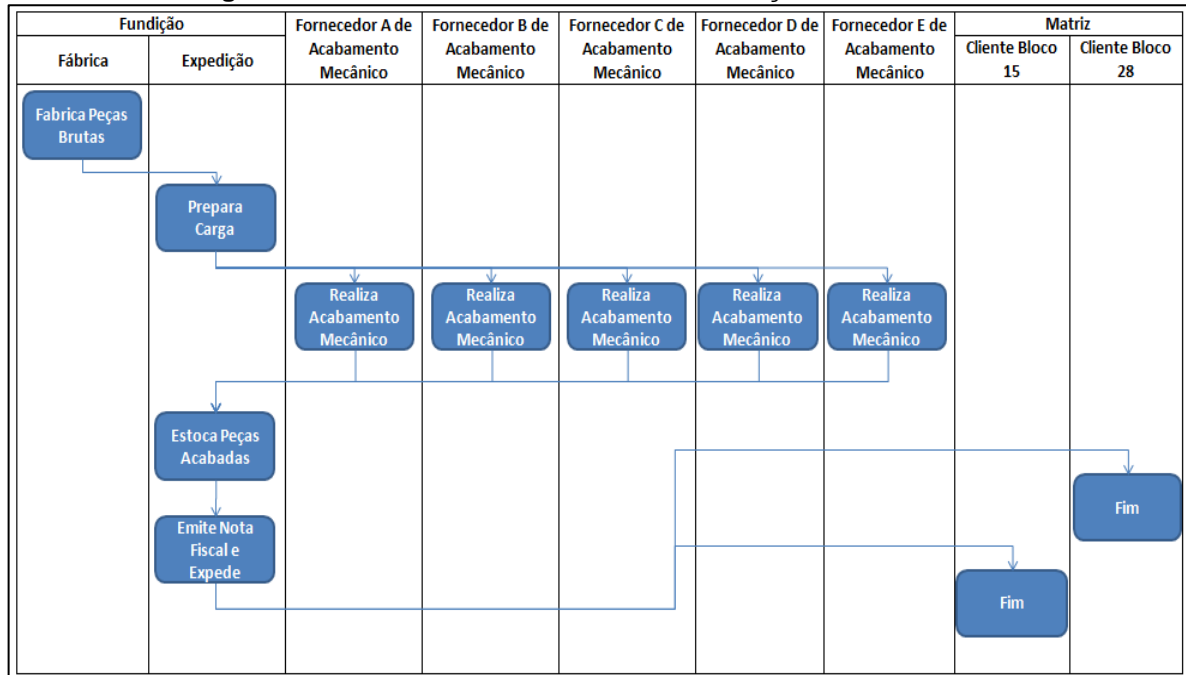 Fundição
Fornecedor A de
Acabamento
Mecânico
Fornecedor B de
Acabamento
Mecânico
Fornecedor C de
Acabamento
Mecânico
Fornecedor D de
Acabamento
Mecânico
Fornecedor E de
Acabamento
Mecânico
Matriz
Fábrica
Expedição
Cliente Bloco
15
Cliente Bloco
28
Fabrica Peças
Brutas
Prepara
Carga
Realiza
Acabamento
Mecânico
Realiza
Acabamento
Mecânico
Realiza
Acabamento
Mecânico
Realiza
Acabamento
Mecânico
Realiza
Acabamento
Mecânico
Estoca Peças
Acabadas
Emite Nota
Fiscal e
Expede
Fim
Fim